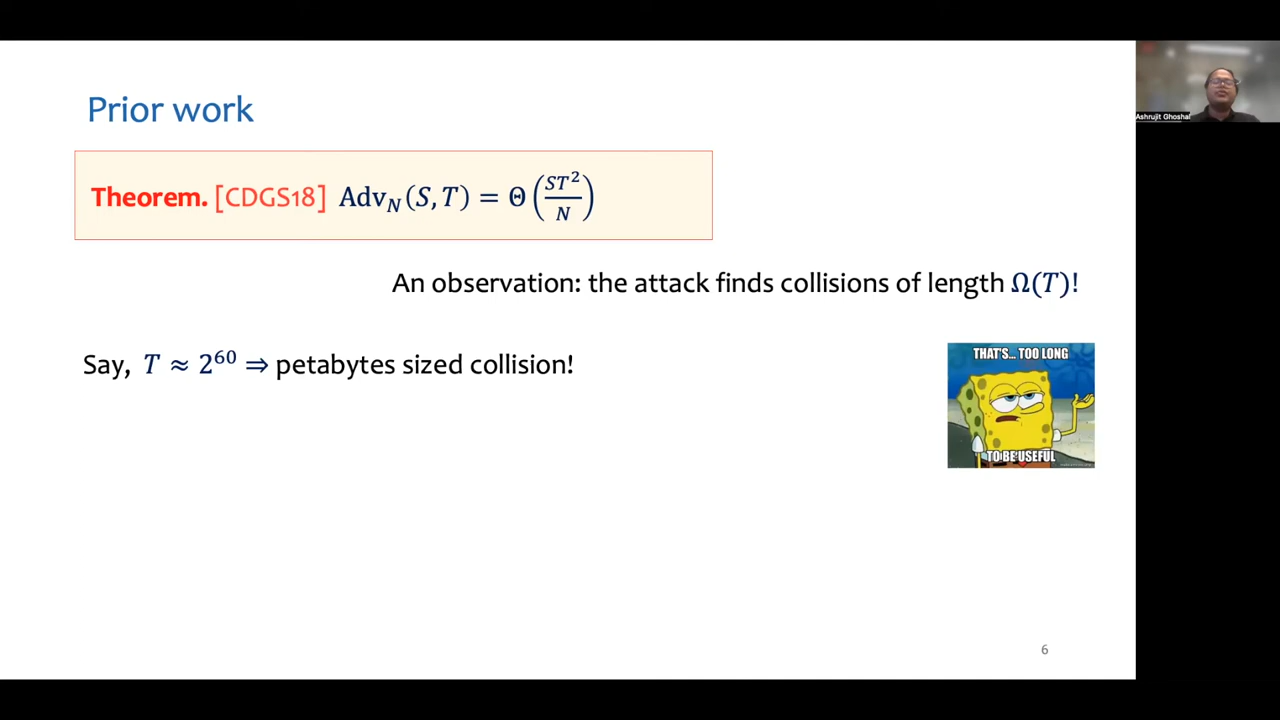 Prior work
Theorem. [CDGS18] Adv_N(S, T) = Θ(ST²/N)
An observation: the attack finds collisions of length Ω(T)!
Say, T ≈ 2⁶⁰ ⇒ petabytes sized collision!
THAT'S... TOO LONG
TO BE USEFUL
6
Ashrujit Ghoshal